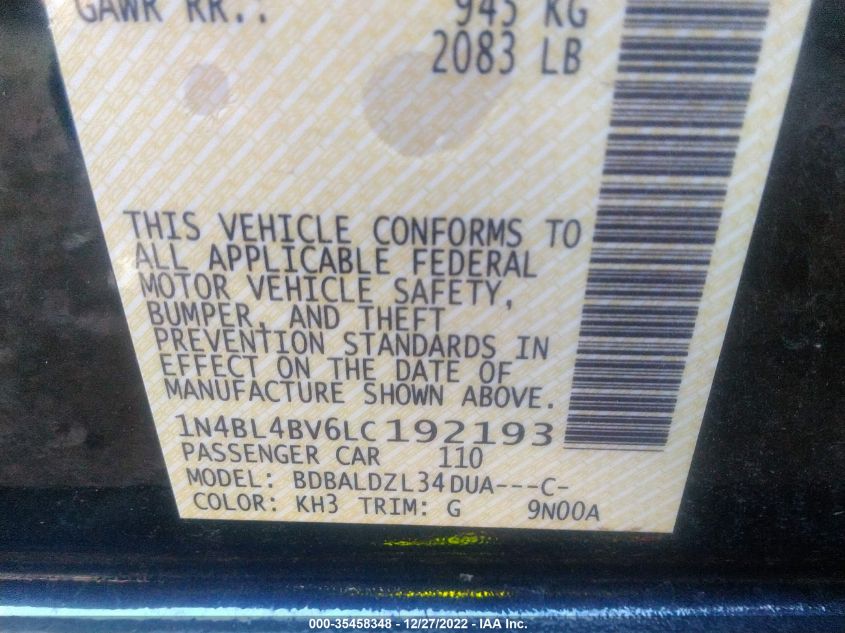 GAWR RR.: 945 KG
2083 LB
THIS VEHICLE CONFORMS TO
ALL APPLICABLE FEDERAL
MOTOR VEHICLE SAFETY,
BUMPER, AND THEFT
PREVENTION STANDARDS IN
EFFECT ON THE DATE OF
MANUFACTURE SHOWN ABOVE.
1N4BL4BV6LC192193
PASSENGER CAR 110
MODEL: BDBALDZL34DUA---C-
COLOR: KH3 TRIM: G 9N00A
000-35458348 - 12/27/2022 - IAA Inc.